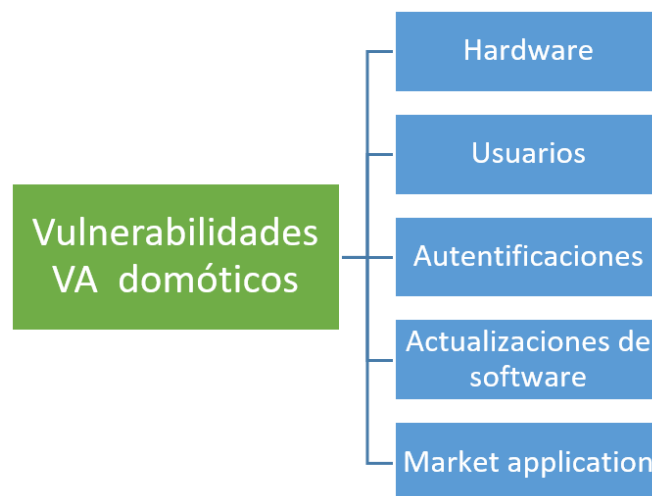 Vulnerabilidades
VA domóticos
Hardware
Usuarios
Autentificaciones
Actualizaciones de
software
Market application